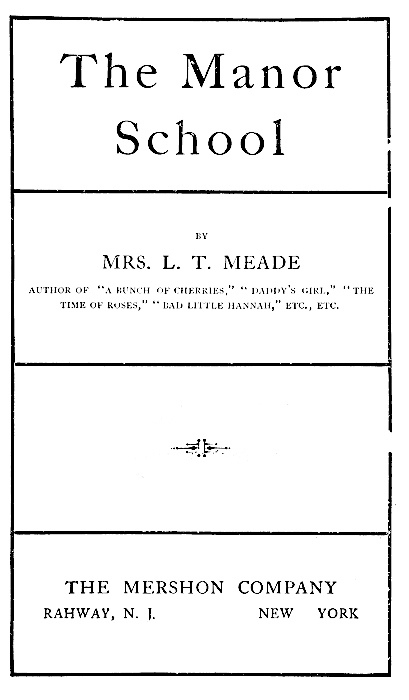 The Manor
School
BY
MRS. L. T. MEADE
AUTHOR OF "A BUNCH OF CHERRIES," "DADDY'S GIRL," "THE
TIME OF ROSES," "BAD LITTLE HANNAH," ETC., ETC.
THE MERSHON COMPANY
RAHWAY, N. J. NEW YORK